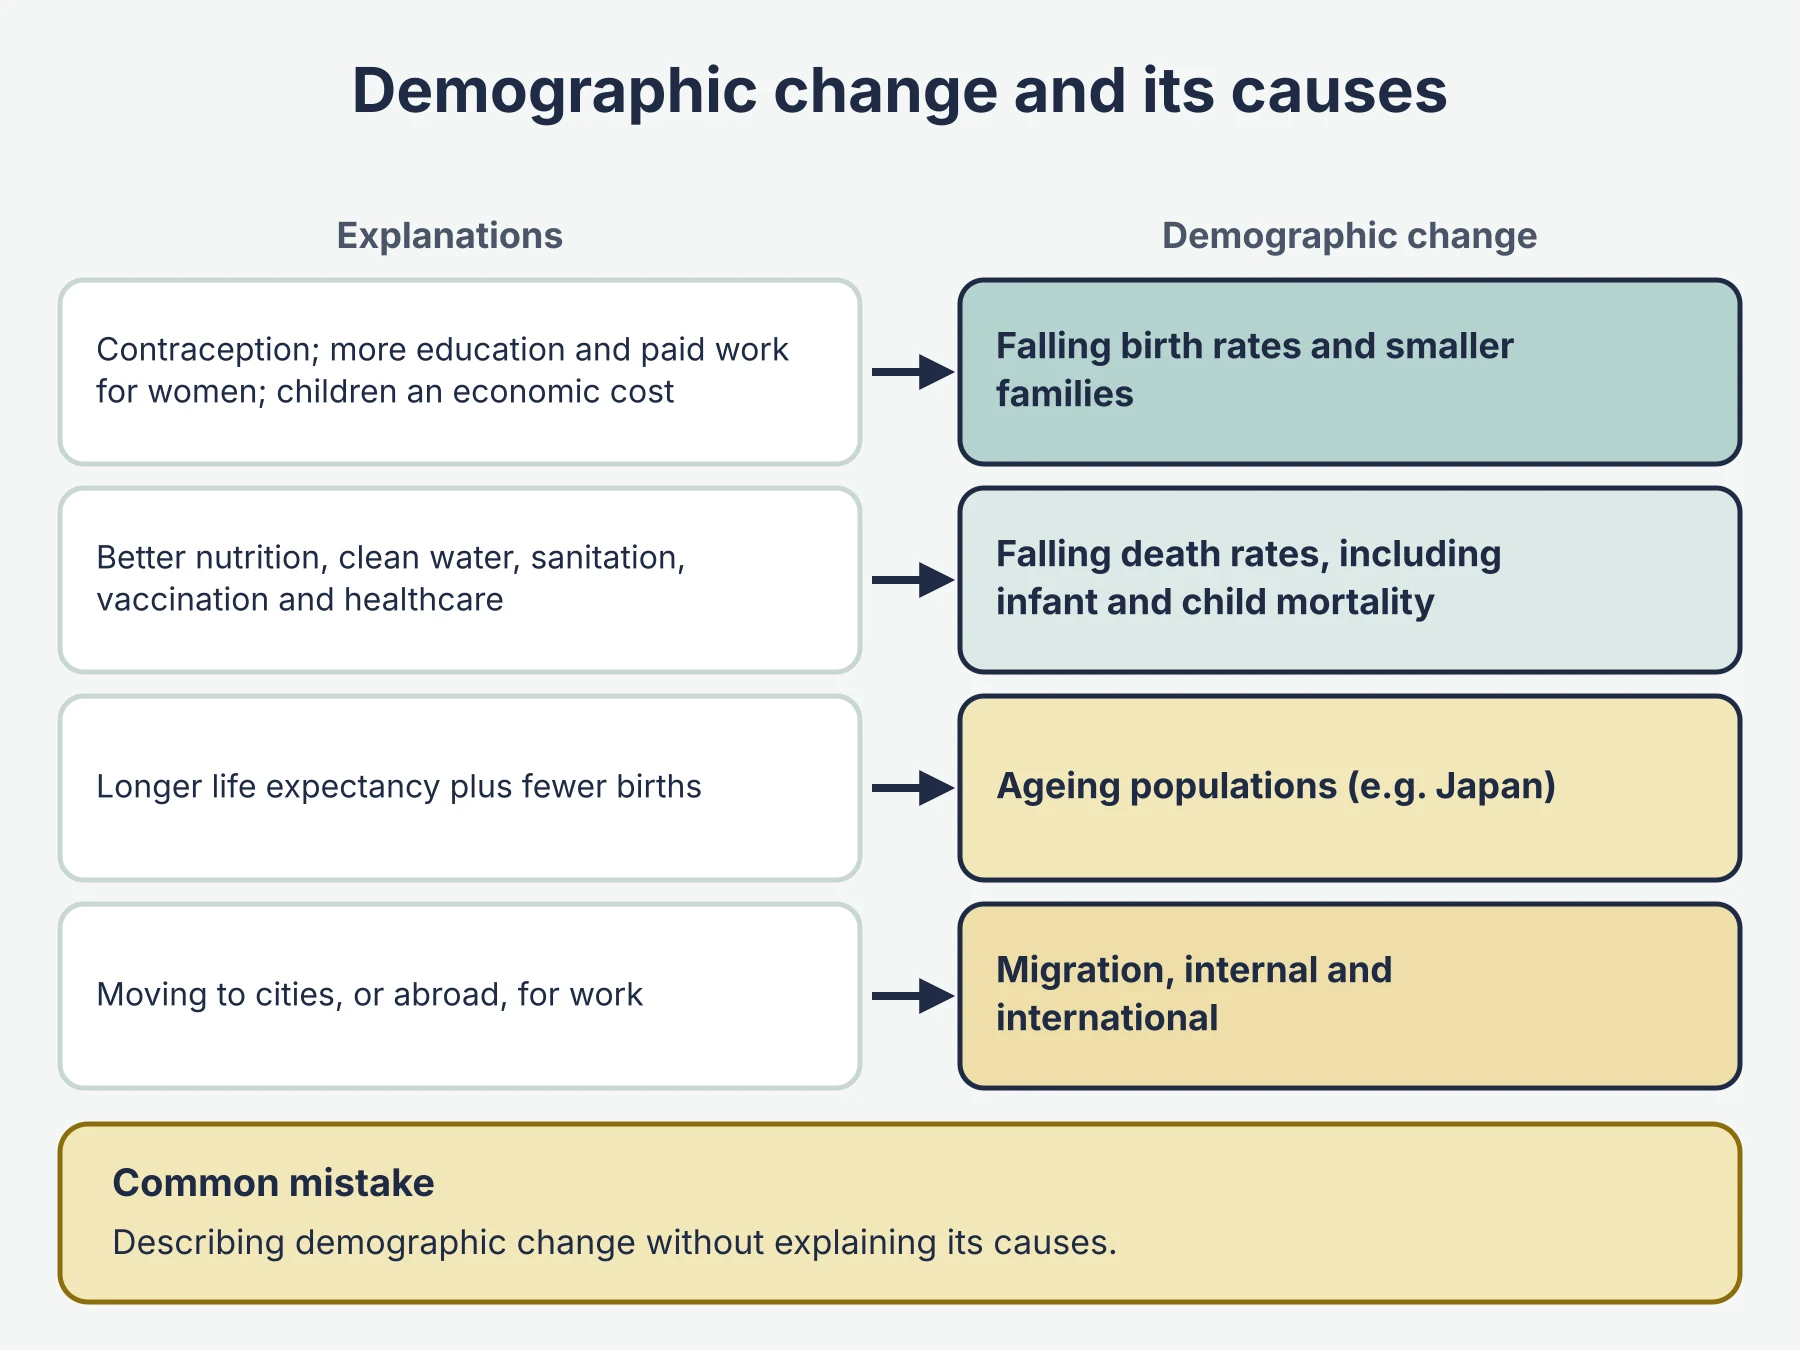 Demographic change and its causes
Explanations
Demographic change
Contraception; more education and paid work
for women; children an economic cost
Falling birth rates and smaller
families
Better nutrition, clean water, sanitation,
vaccination and healthcare
Falling death rates, including
infant and child mortality
Longer life expectancy plus fewer births
Ageing populations (e.g. Japan)
Moving to cities, or abroad, for work
Migration, internal and
international
Common mistake
Describing demographic change without explaining its causes.